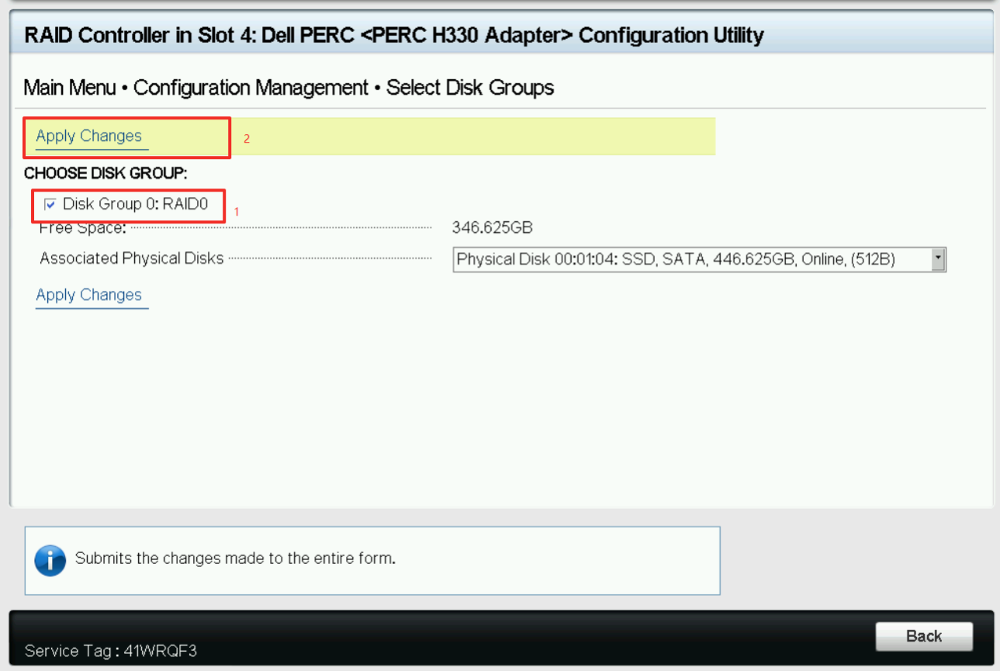 RAID Controller in Slot 4: Dell PERC <PERC H330 Adapter> Configuration Utility
Main Menu • Configuration Management • Select Disk Groups
Apply Changes 2
CHOOSE DISK GROUP:
Disk Group 0: RAID0 1
Free Space: 346.625GB
Associated Physical Disks Physical Disk 00:01:04: SSD, SATA, 446.625GB, Online, (512B)
Apply Changes
Submits the changes made to the entire form.
Back
Service Tag : 41WRQF3